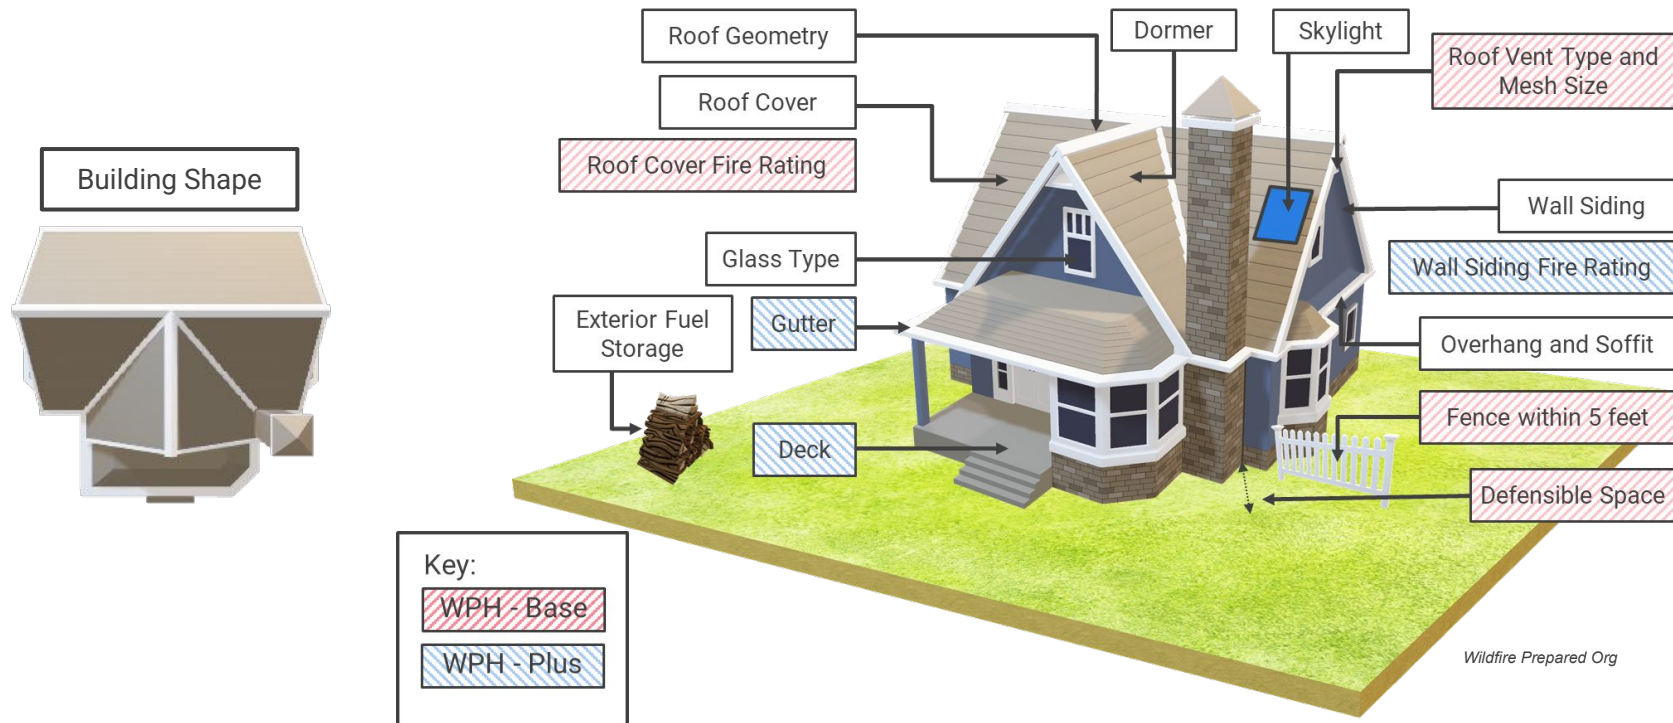 Building Shape
Roof Geometry
Roof Cover
Roof Cover Fire Rating
Glass Type
Gutter
Exterior Fuel
Storage
Deck
Dormer
Skylight
Roof Vent Type and
Mesh Size
Wall Siding
Wall Siding Fire Rating
Overhang and Soffit
Fence within 5 feet
Defensible Space
Key:
WPH - Base
WPH - Plus
Wildfire Prepared Org